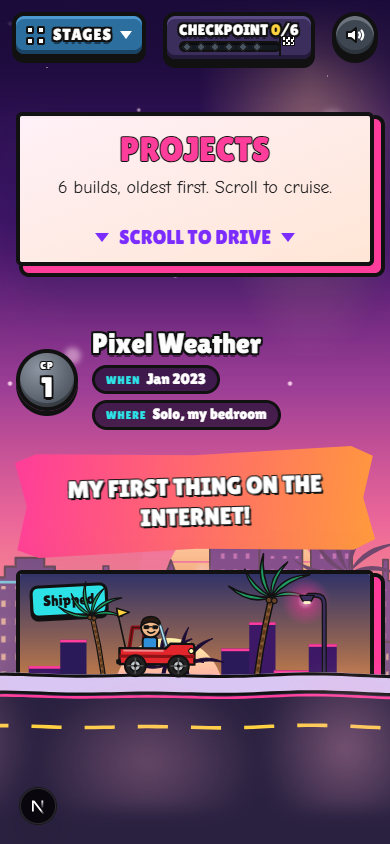 STAGES
CHECKPOINT 0/6
PROJECTS
6 builds, oldest first. Scroll to cruise.
SCROLL TO DRIVE
CP
1
Pixel Weather
WHEN Jan 2023
WHERE Solo, my bedroom
MY FIRST THING ON THE
INTERNET!
Shipped
N